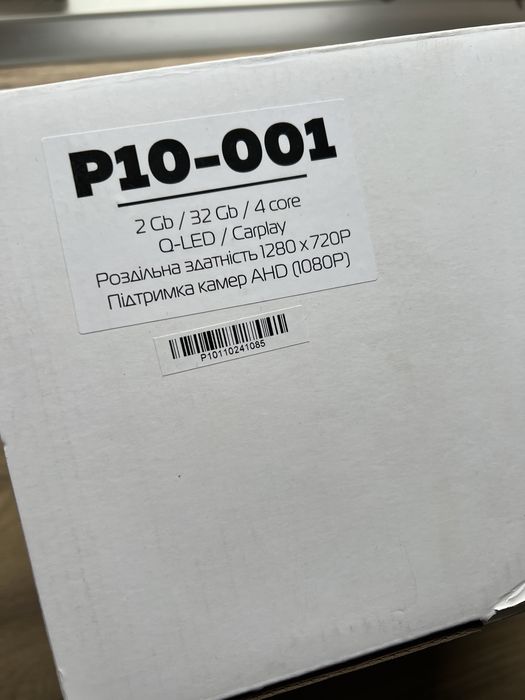 P10-001
2 Gb / 32 Gb / 4 core
Q-LED / Carplay
Роздільна здатність 1280 x 720P
Підтримка камер AHD (1080P)
P10110241085